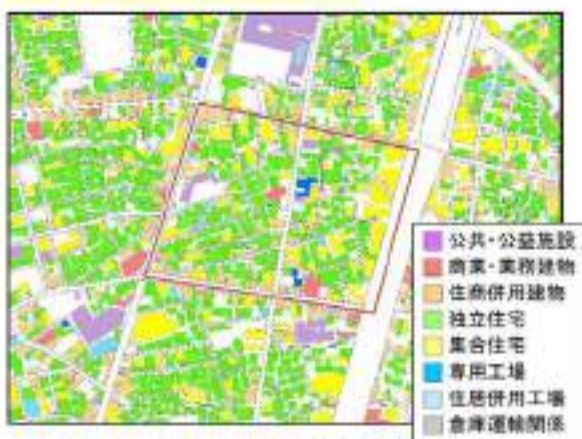 公共・公益施設
商業・業務建物
住商併用建物
独立住宅
集合住宅
専用工場
住居併用工場
倉庫運輸関係